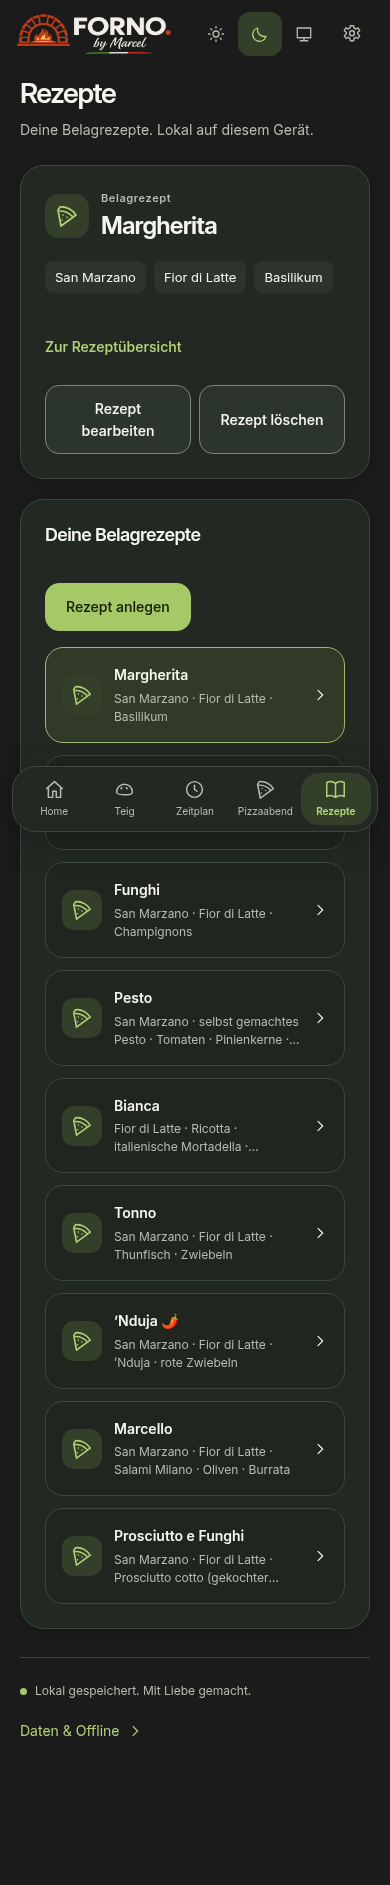 FORNO.
by Marcel
Rezepte
Deine Belagrezepte. Lokal auf diesem Gerät.
Belagrezept
Margherita
San Marzano
Fior di Latte
Basilikum
Zur Rezeptübersicht
Rezept
bearbeiten
Rezept löschen
Deine Belagrezepte
Rezept anlegen
Margherita
San Marzano · Fior di Latte ·
Basilikum
Home
Teig
Zeitplan
Pizzaabend
Rezepte
Funghi
San Marzano · Fior di Latte ·
Champignons
Pesto
San Marzano · selbst gemachtes
Pesto · Tomaten · Pinienkerne ·...
Bianca
Fior di Latte · Ricotta ·
italienische Mortadella ·...
Tonno
San Marzano · Fior di Latte ·
Thunfisch · Zwiebeln
’Nduja 🌶️
San Marzano · Fior di Latte ·
’Nduja · rote Zwiebeln
Marcello
San Marzano · Fior di Latte ·
Salami Milano · Oliven · Burrata
Prosciutto e Funghi
San Marzano · Fior di Latte ·
Prosciutto cotto (gekochter...
Lokal gespeichert. Mit Liebe gemacht.
Daten & Offline